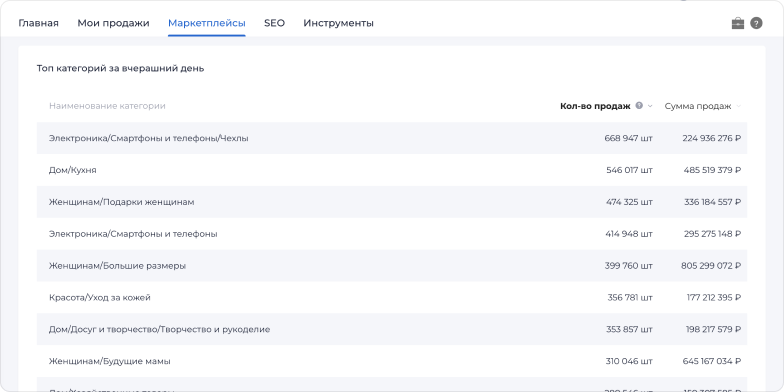 Главная Мои продажи Маркетплейсы SEO Инструменты ?
Топ категорий за вчерашний день
Наименование категории Кол-во продаж ? Сумма продаж
Электроника/Смартфоны и телефоны/Чехлы 668 947 шт 224 936 276 ₽
Дом/Кухня 546 017 шт 485 519 379 ₽
Женщинам/Подарки женщинам 474 325 шт 336 184 557 ₽
Электроника/Смартфоны и телефоны 414 948 шт 295 275 148 ₽
Женщинам/Большие размеры 399 760 шт 805 299 072 ₽
Красота/Уход за кожей 356 781 шт 177 212 395 ₽
Дом/Досуг и творчество/Творчество и рукоделие 353 857 шт 198 217 579 ₽
Женщинам/Будущие мамы 310 046 шт 645 167 034 ₽